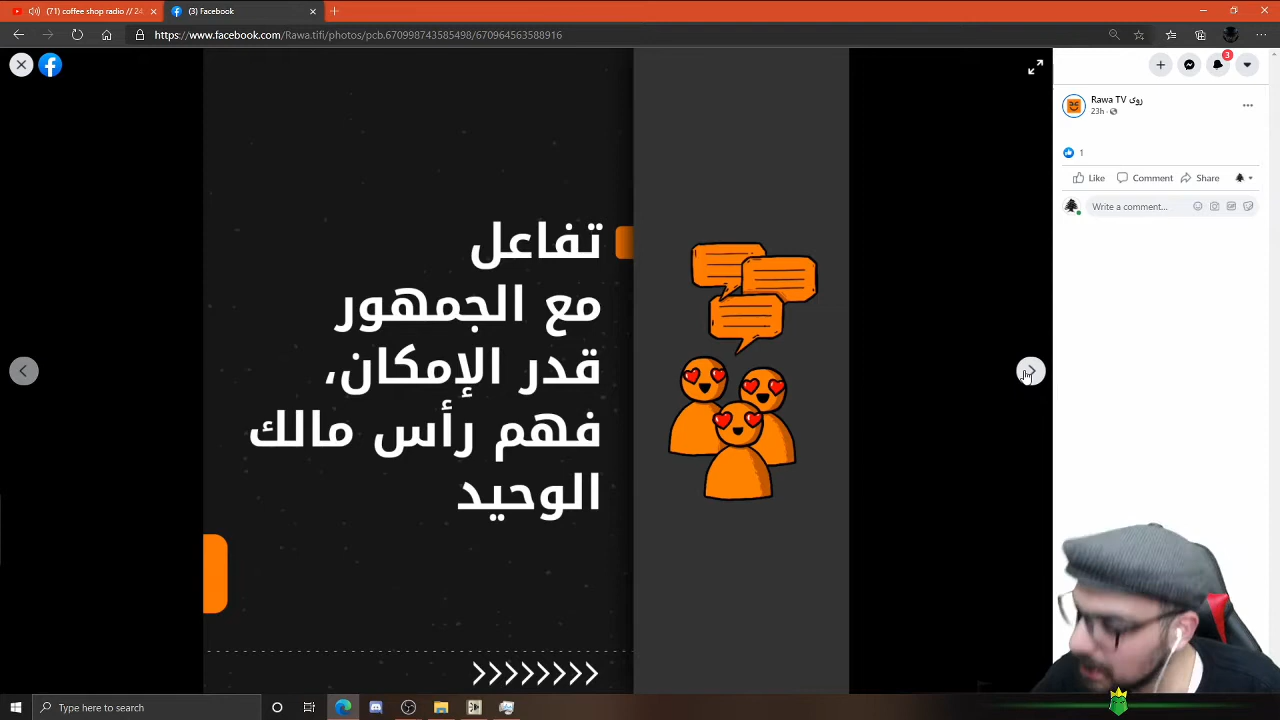 (71) coffee shop radio // 24
(3) Facebook
https://www.facebook.com/Rawa.tifi/photos/pcb.670998743585498/670964563588916
3
Rawa TV روى
23h
1
Like Comment Share
Write a comment...
تفاعل
مع الجمهور
قدر الإمكان،
فهم رأس مالك
الوحيد
Type here to search